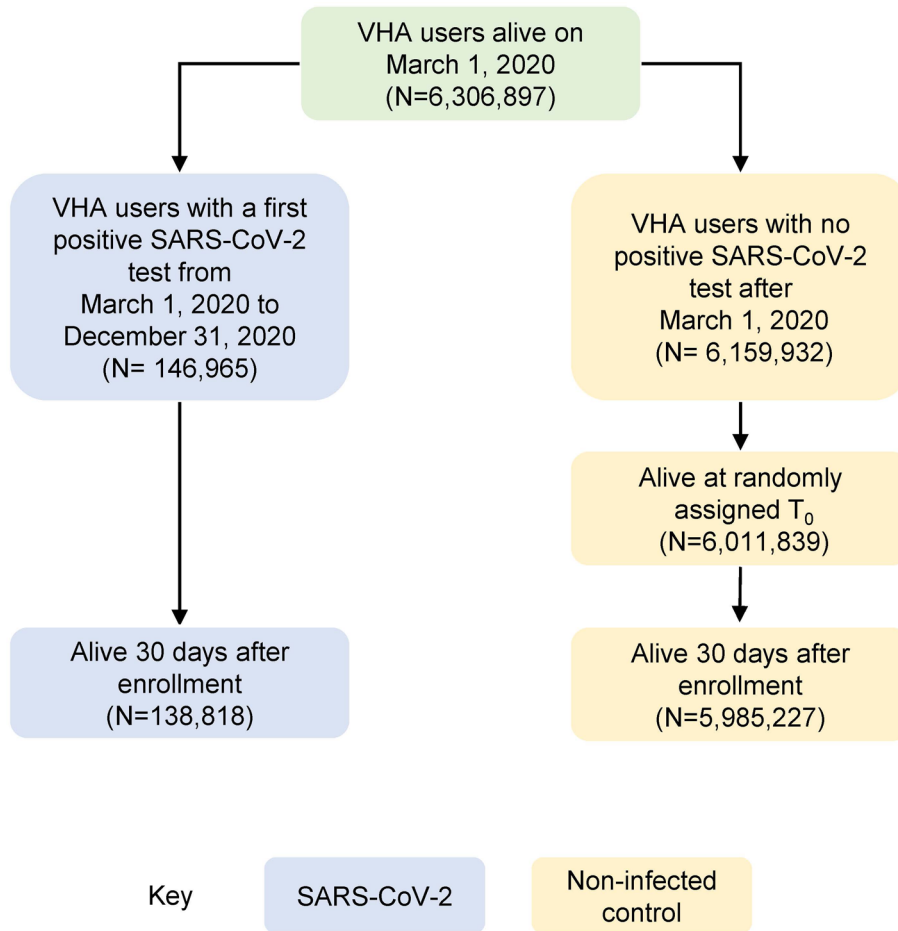 VHA users alive on
March 1, 2020
(N=6,306,897)
VHA users with a first
positive SARS-CoV-2
test from
March 1, 2020 to
December 31, 2020
(N= 146,965)
VHA users with no
positive SARS-CoV-2
test after
March 1, 2020
(N= 6,159,932)
Alive at randomly
assigned T₀
(N=6,011,839)
Alive 30 days after
enrollment
(N=138,818)
Alive 30 days after
enrollment
(N=5,985,227)
Key
SARS-CoV-2
Non-infected
control